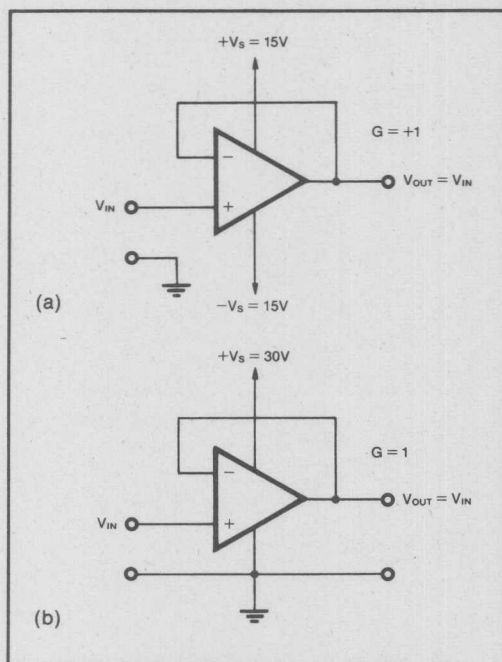 +VS = 15V
G = +1
−
VOUT = VIN
VIN
+
(a)
−VS = 15V
+VS = 30V
G = 1
−
VOUT = VIN
VIN
+
(b)